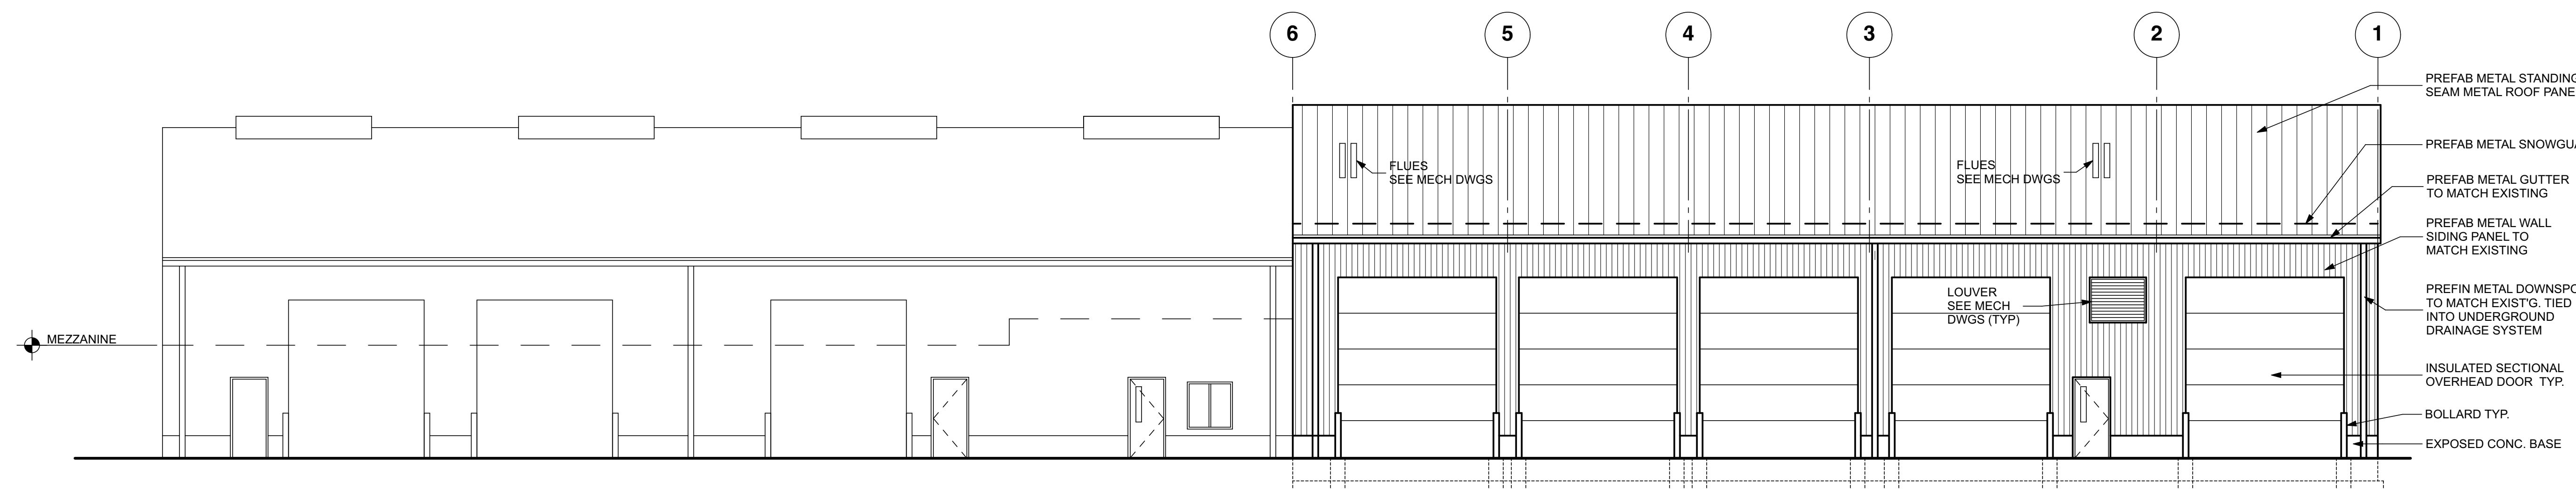 6
5
4
3
2
1
PREFAB METAL STANDING
SEAM METAL ROOF PANE
FLUES
SEE MECH DWGS
FLUES
SEE MECH DWGS
PREFAB METAL SNOWGUA
PREFAB METAL GUTTER
TO MATCH EXISTING
PREFAB METAL WALL
SIDING PANEL TO
MATCH EXISTING
LOUVER
SEE MECH
DWGS (TYP)
PREFIN METAL DOWNSPO
TO MATCH EXIST'G. TIED
INTO UNDERGROUND
DRAINAGE SYSTEM
MEZZANINE
INSULATED SECTIONAL
OVERHEAD DOOR TYP.
BOLLARD TYP.
EXPOSED CONC. BASE